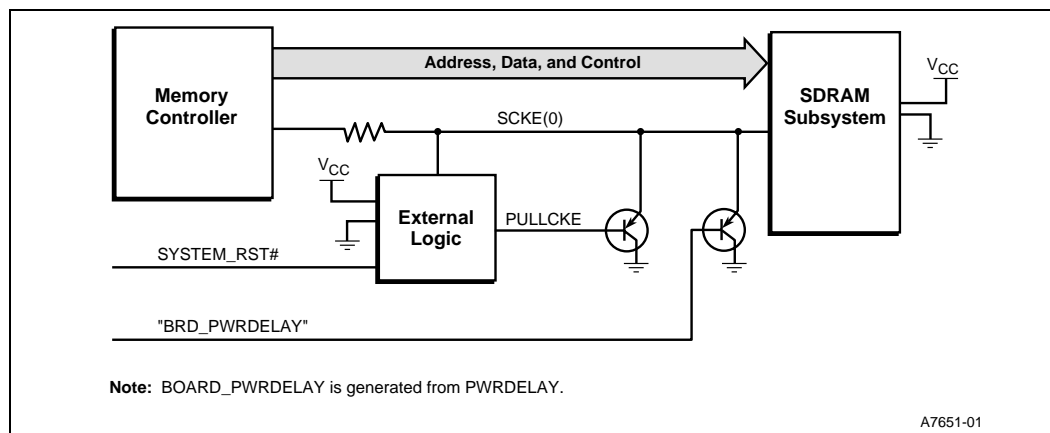 Address, Data, and Control
Memory
Controller
SDRAM
Subsystem
VCC
SCKE(0)
VCC
External
Logic
PULLCKE
SYSTEM_RST#
"BRD_PWRDELAY"
Note: BOARD_PWRDELAY is generated from PWRDELAY.
A7651-01